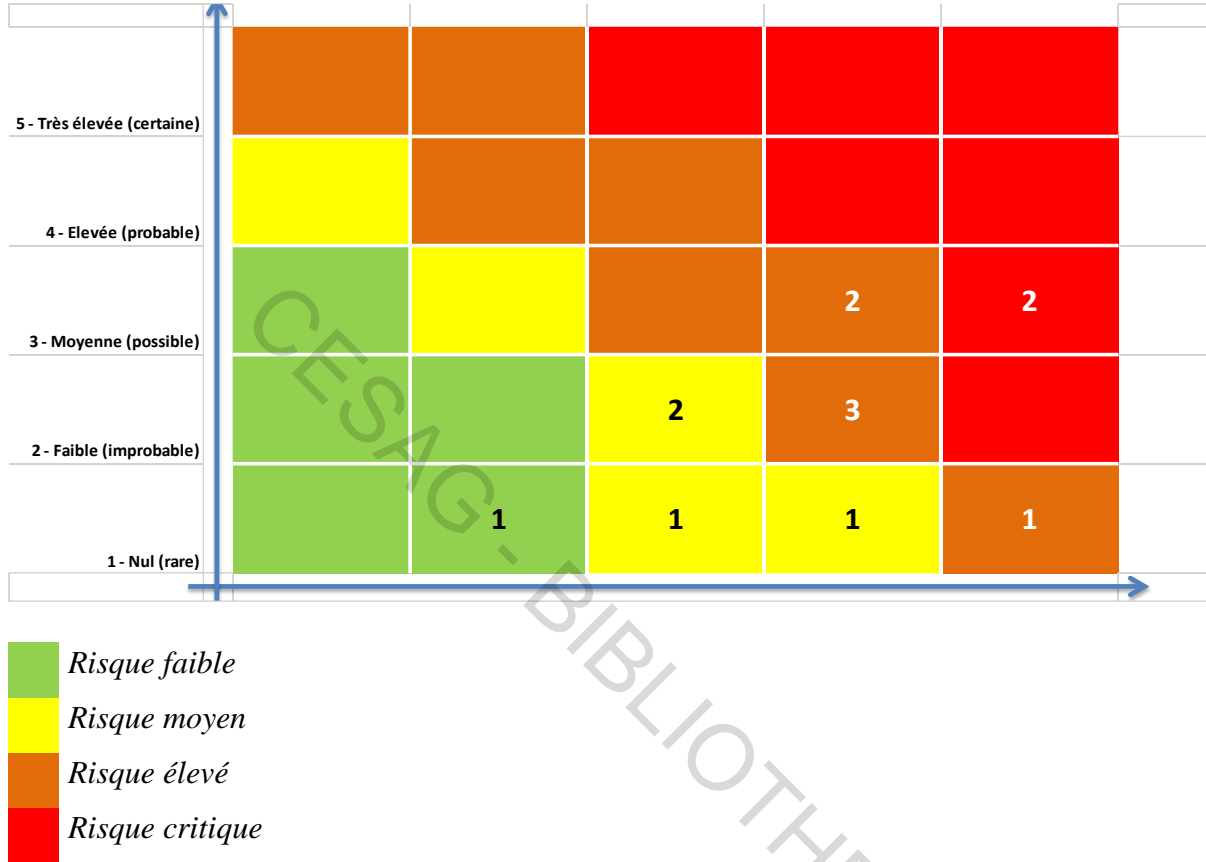 5 - Très élevée (certaine)
4 - Elevée (probable)
2 2
3 - Moyenne (possible)
2 3
2 - Faible (improbable)
1 1 1 1
1 - Nul (rare)
Risque faible
Risque moyen
Risque élevé
Risque critique
CESAG - BIBLIOTHE